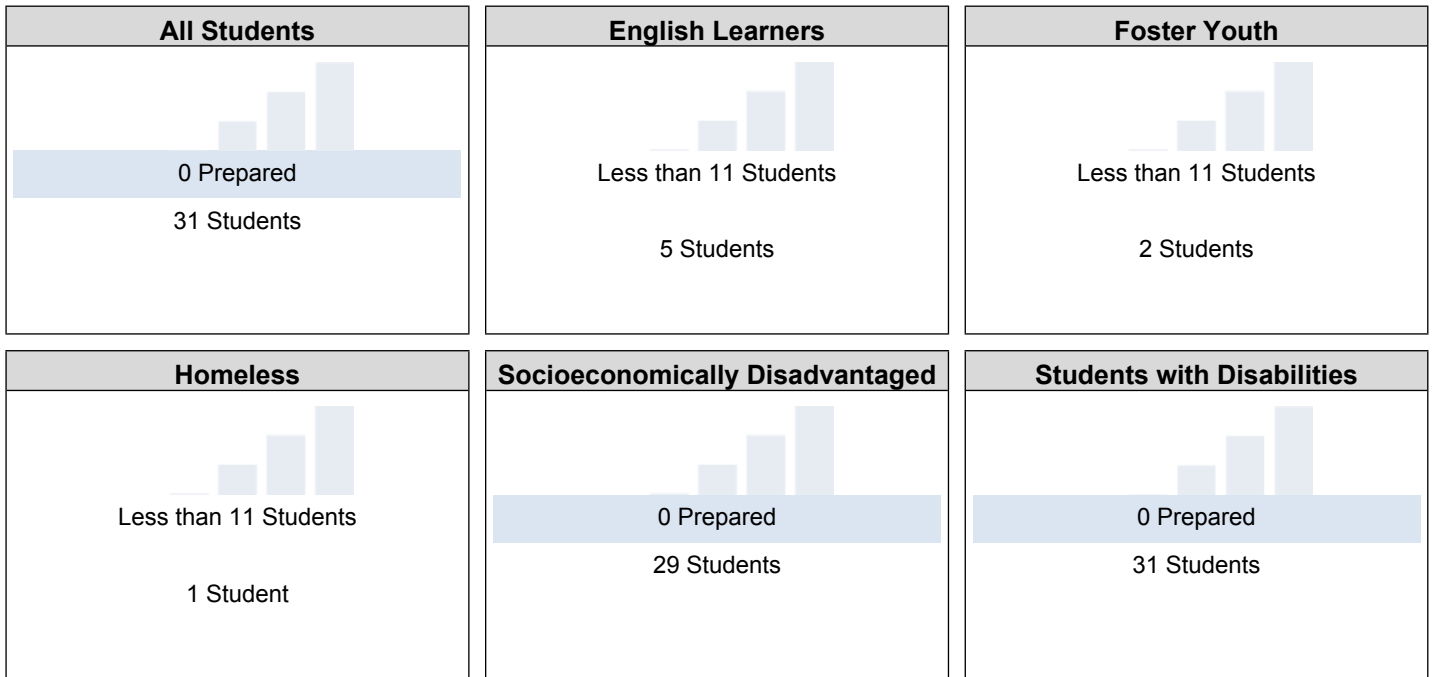 All Students
0 Prepared
31 Students
English Learners
Less than 11 Students
5 Students
Foster Youth
Less than 11 Students
2 Students
Homeless
Less than 11 Students
1 Student
Socioeconomically Disadvantaged
0 Prepared
29 Students
Students with Disabilities
0 Prepared
31 Students